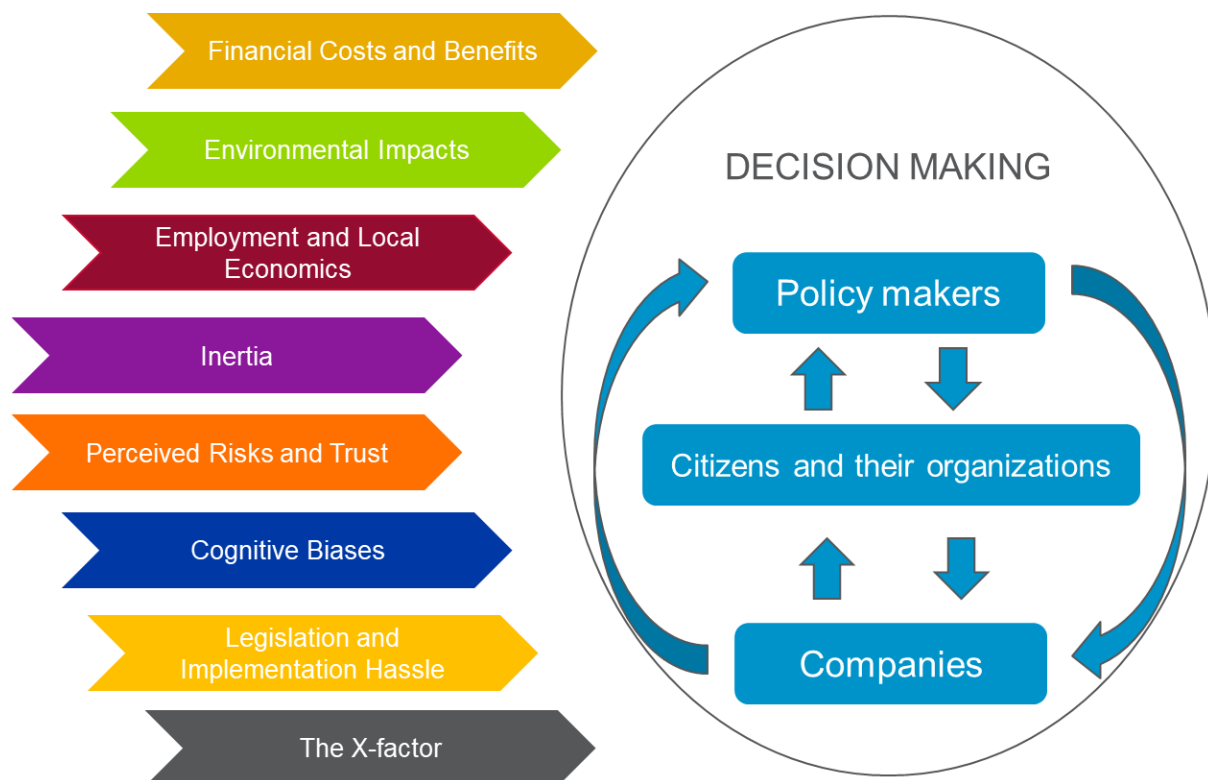 Financial Costs and Benefits
Environmental Impacts
Employment and Local
Economics
Inertia
Perceived Risks and Trust
Cognitive Biases
Legislation and
Implementation Hassle
The X-factor
DECISION MAKING
Policy makers
Citizens and their organizations
Companies